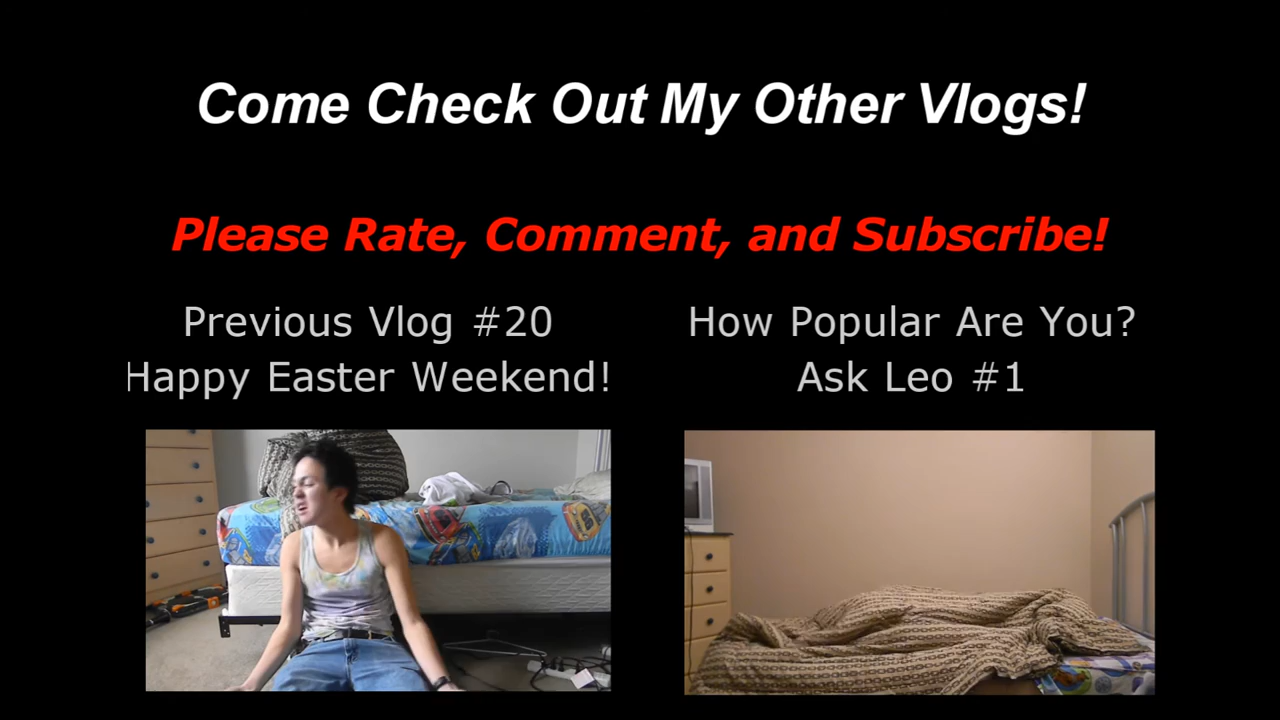 Come Check Out My Other Vlogs!
Please Rate, Comment, and Subscribe!
Previous Vlog #20
Happy Easter Weekend!
How Popular Are You?
Ask Leo #1